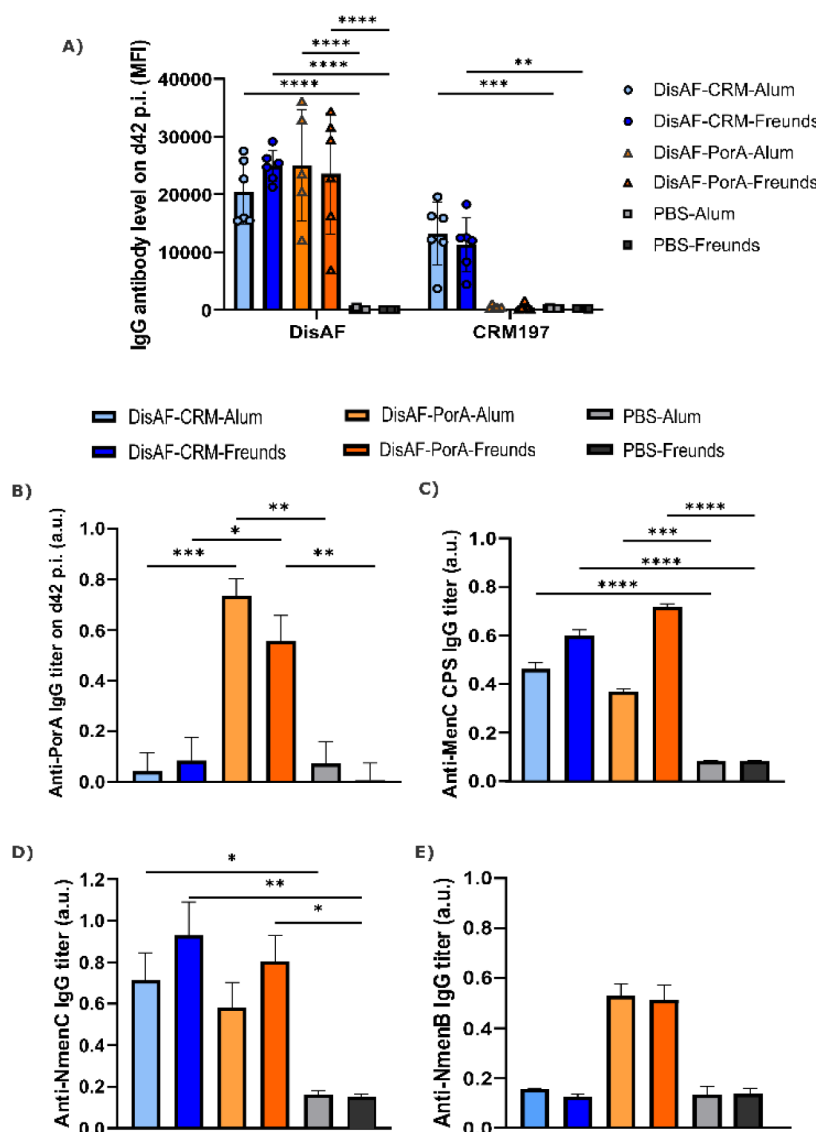 A)
****
****
****
****
***
**
IgG antibody level on d42 p.i. (MFI)
40000
30000
20000
10000
0
DisAF
CRM197
DisAF-CRM-Alum
DisAF-CRM-Freunds
DisAF-PorA-Alum
DisAF-PorA-Freunds
PBS-Alum
PBS-Freunds
DisAF-CRM-Alum
DisAF-PorA-Alum
PBS-Alum
DisAF-CRM-Freunds
DisAF-PorA-Freunds
PBS-Freunds
B)
**
*
***
**
Anti-PorA IgG titer on d42 p.i. (a.u.)
1.0
0.8
0.6
0.4
0.2
0.0
C)
****
***
****
****
Anti-MenC CPS IgG titer (a.u.)
1.0
0.8
0.6
0.4
0.2
0.0
D)
*
**
*
Anti-NmenC IgG titer (a.u.)
1.2
1.0
0.8
0.6
0.4
0.2
0.0
E)
Anti-NmenB IgG titer (a.u.)
1.0
0.8
0.6
0.4
0.2
0.0